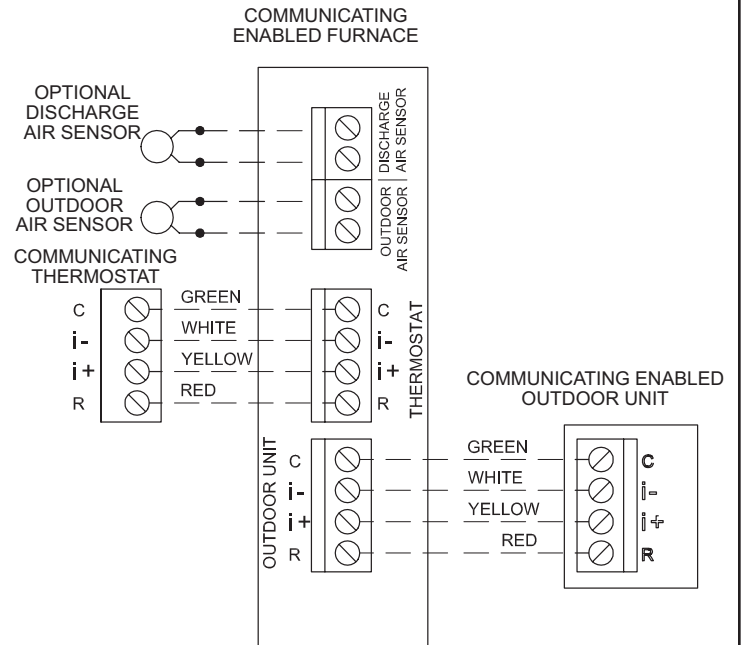 COMMUNICATING
ENABLED FURNACE
OPTIONAL
DISCHARGE
AIR SENSOR
DISCHARGE
AIR SENSOR
OPTIONAL
OUTDOOR
AIR SENSOR
OUTDOOR
AIR SENSOR
COMMUNICATING
THERMOSTAT
C
i-
i+
R
GREEN
WHITE
YELLOW
RED
C
i-
i+
R
THERMOSTAT
COMMUNICATING ENABLED
OUTDOOR UNIT
OUTDOOR UNIT
C
i-
i+
R
GREEN
WHITE
YELLOW
RED
C
i-
i+
R